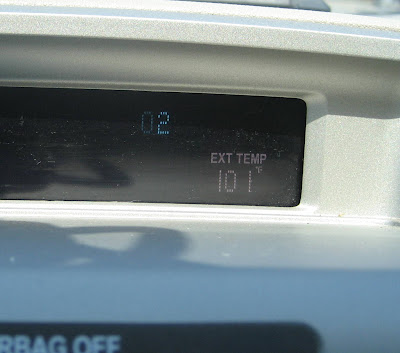 02
EXT TEMP
101°F
RBAG OFF